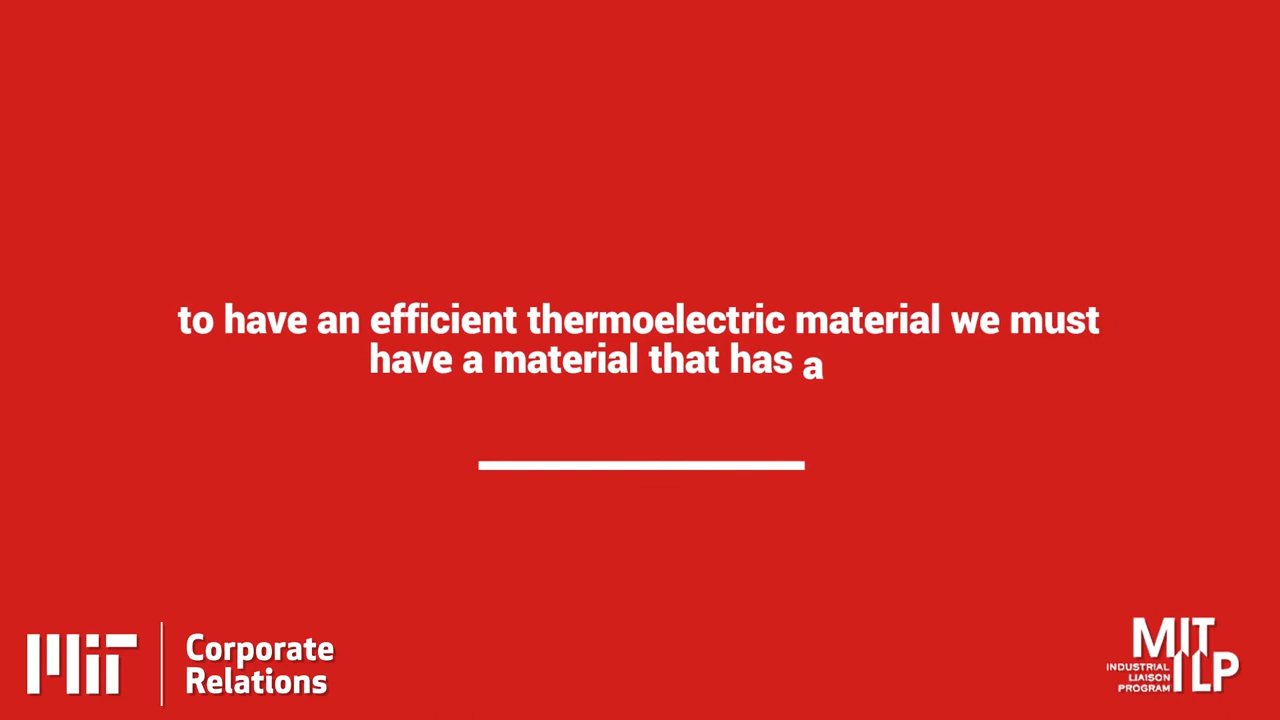 to have an efficient thermoelectric material we must
have a material that has a
MIT
Corporate
Relations
MIT
ILP
INDUSTRIAL
LIAISON
PROGRAM